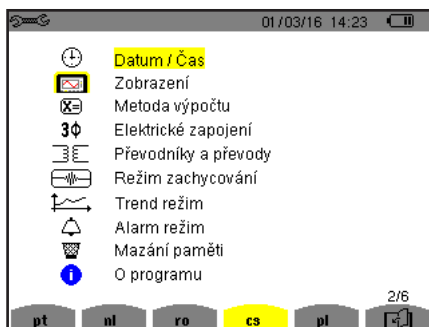 01/03/16 14:23
Datum / Čas
Zobrazení
X= Metoda výpočtu
3ϕ Elektrické zapojení
Převodníky a převody
Režim zachycování
Trend režim
Alarm režim
Mazání paměti
i O programu
2/6
pt nl ro cs pl